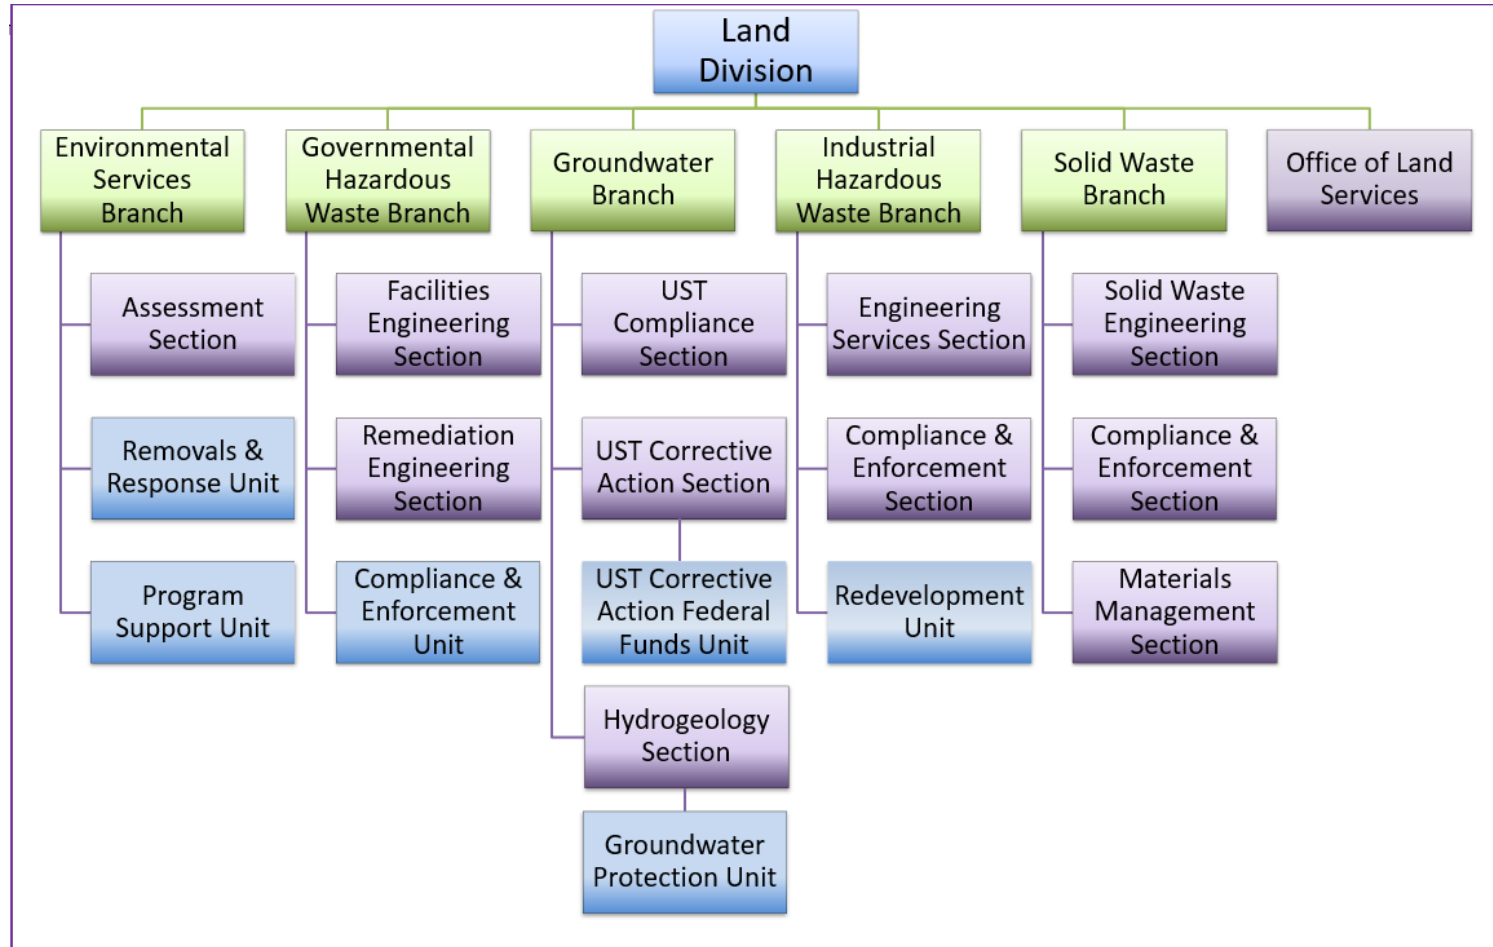 Land
Division
Environmental
Services
Branch
Governmental
Hazardous
Waste Branch
Groundwater
Branch
Industrial
Hazardous
Waste Branch
Solid Waste
Branch
Office of Land
Services
Assessment
Section
Facilities
Engineering
Section
UST
Compliance
Section
Engineering
Services Section
Solid Waste
Engineering
Section
Removals &
Response Unit
Remediation
Engineering
Section
UST Corrective
Action Section
Compliance &
Enforcement
Section
Compliance &
Enforcement
Section
Program
Support Unit
Compliance &
Enforcement
Unit
UST Corrective
Action Federal
Funds Unit
Redevelopment
Unit
Materials
Management
Section
Hydrogeology
Section
Groundwater
Protection Unit